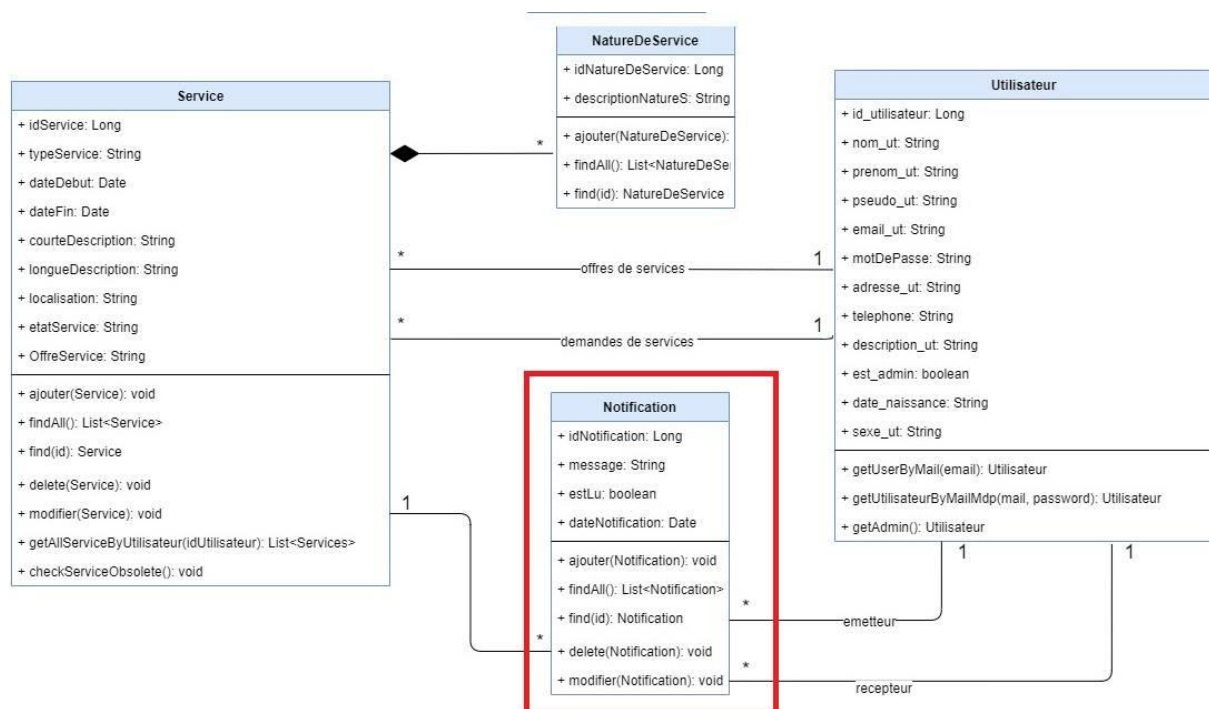 NatureDeService
+ idNatureDeService: Long
+ descriptionNatureS: String
+ ajouter(NatureDeService):
+ findAll(): List<NatureDeSer
+ find(id): NatureDeService
Service
+ idService: Long
+ typeService: String
+ dateDebut: Date
+ dateFin: Date
+ courteDescription: String
+ longueDescription: String
+ localisation: String
+ etatService: String
+ OffreService: String
+ ajouter(Service): void
+ findAll(): List<Service>
+ find(id): Service
+ delete(Service): void
+ modifier(Service): void
+ getAllServiceByUtilisateur(idUtilisateur): List<Services>
+ checkServiceObsolete(): void
Utilisateur
+ id_utilisateur: Long
+ nom_ut: String
+ prenom_ut: String
+ pseudo_ut: String
+ email_ut: String
+ motDePasse: String
+ adresse_ut: String
+ telephone: String
+ description_ut: String
+ est_admin: boolean
+ date_naissance: String
+ sexe_ut: String
+ getUserByMail(email): Utilisateur
+ getUtilisateurByMailMdp(mail, password): Utilisateur
+ getAdmin(): Utilisateur
*
* offres de services 1
* demandes de services 1
Notification
+ idNotification: Long
+ message: String
+ estLu: boolean
+ dateNotification: Date
+ ajouter(Notification): void
+ findAll(): List<Notification>
+ find(id): Notification
+ delete(Notification): void
+ modifier(Notification): void
1
*
* emetteur 1
* recepteur 1